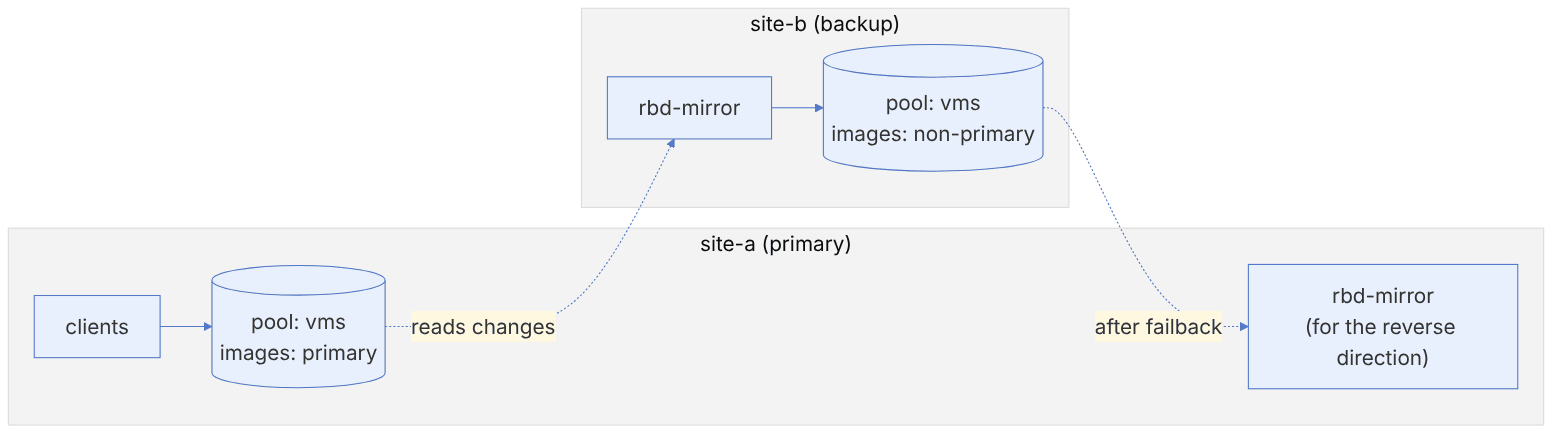 site-b (backup)
rbd-mirror
pool: vms
images: non-primary
site-a (primary)
clients
pool: vms
images: primary
reads changes
after failback
rbd-mirror
(for the reverse
direction)